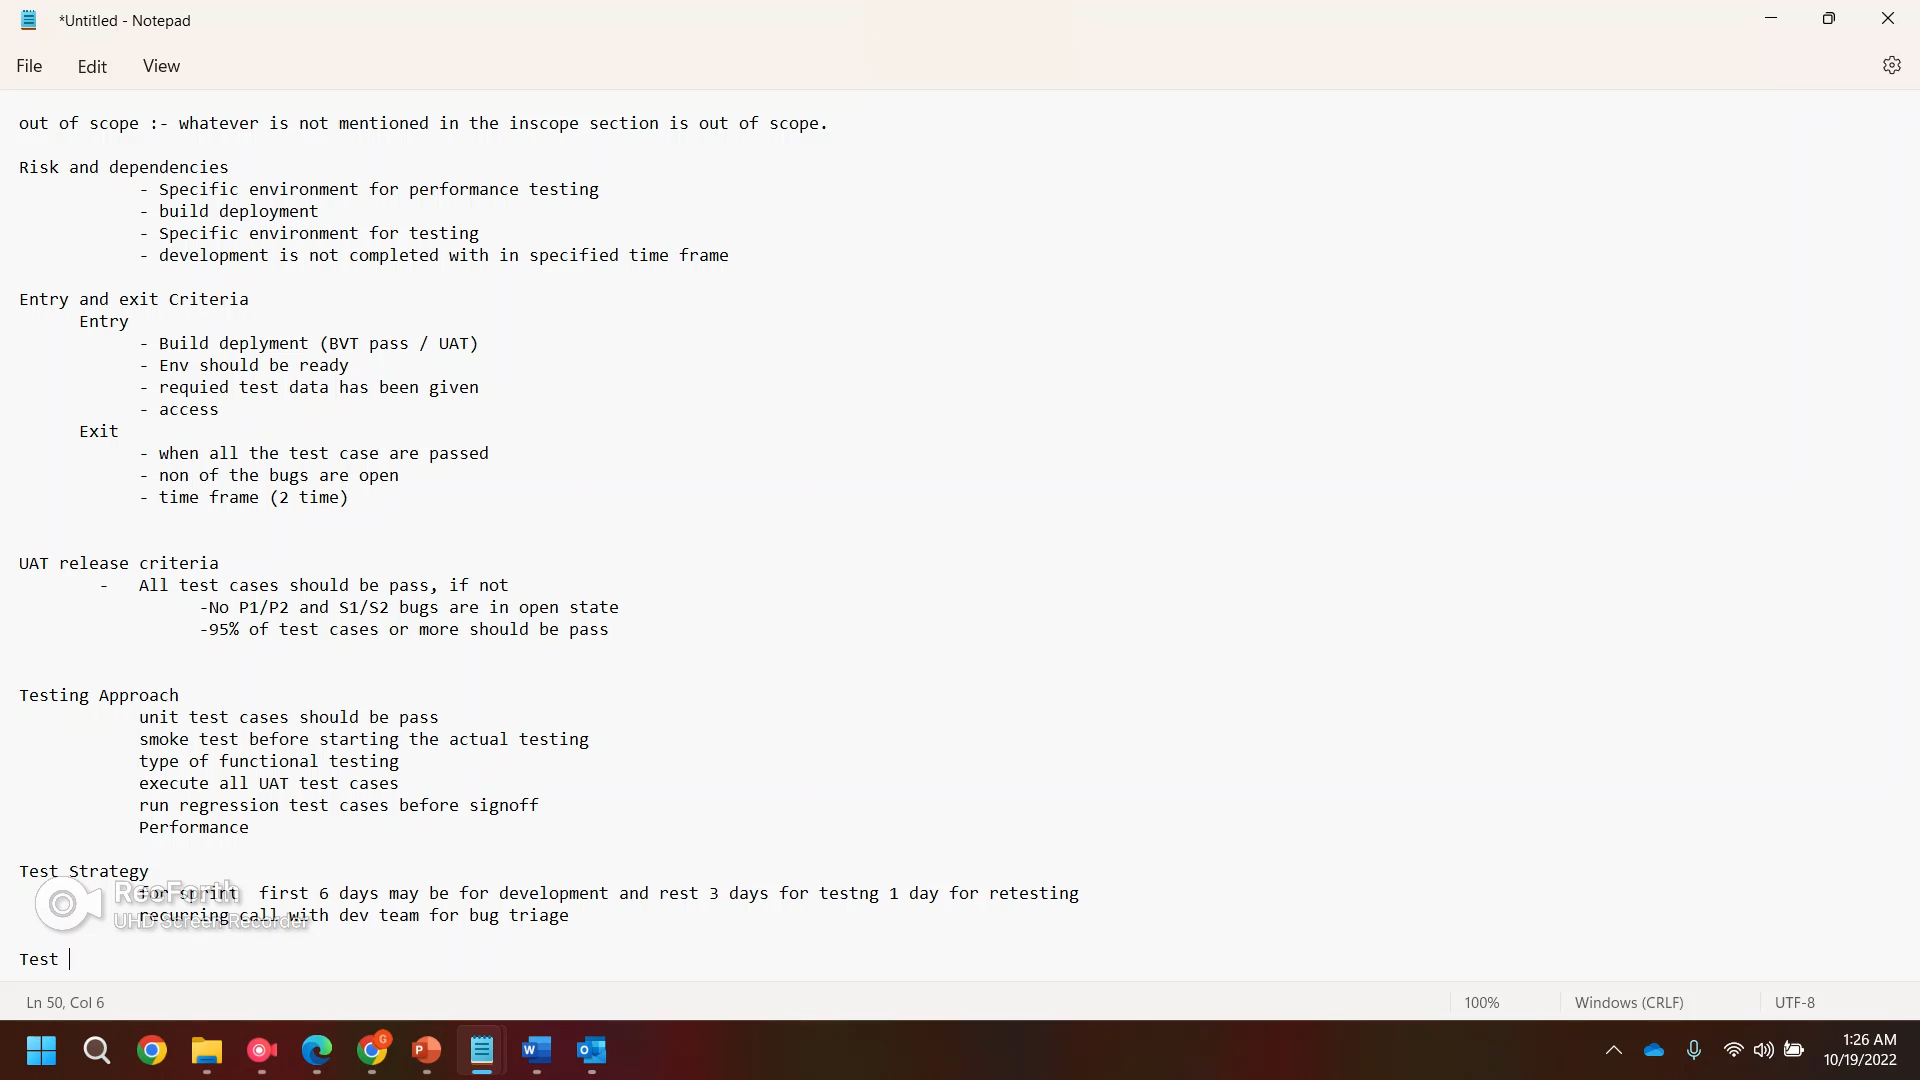 *Untitled - Notepad
File Edit View
out of scope :- whatever is not mentioned in the inscope section is out of scope.
Risk and dependencies
- Specific environment for performance testing
- build deployment
- Specific environment for testing
- development is not completed with in specified time frame
Entry and exit Criteria
Entry
- Build deplyment (BVT pass / UAT)
- Env should be ready
- requied test data has been given
- access
Exit
- when all the test case are passed
- non of the bugs are open
- time frame (2 time)
UAT release criteria
- All test cases should be pass, if not
-No P1/P2 and S1/S2 bugs are in open state
-95% of test cases or more should be pass
Testing Approach
unit test cases should be pass
smoke test before starting the actual testing
type of functional testing
execute all UAT test cases
run regression test cases before signoff
Performance
Test Strategy
for sprint first 6 days may be for development and rest 3 days for testng 1 day for retesting
RecForth
recurring call with dev team for bug triage
UHD Screen Recorder
Test
Ln 50, Col 6 100% Windows (CRLF) UTF-8
G P W O
1:26 AM
10/19/2022